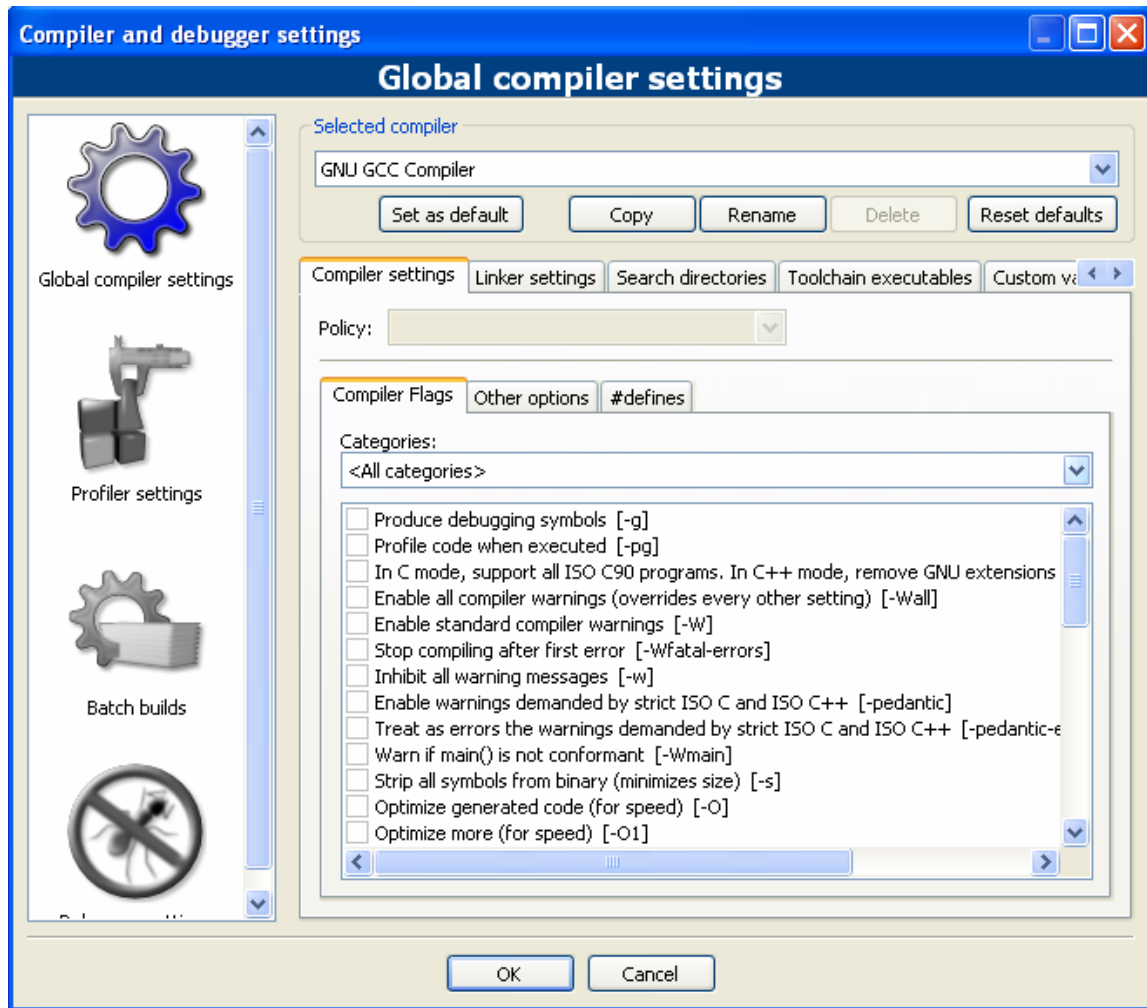 Compiler and debugger settings
Global compiler settings
Global compiler settings
Profiler settings
Batch builds
Selected compiler
GNU GCC Compiler
Set as default Copy Rename Delete Reset defaults
Compiler settings Linker settings Search directories Toolchain executables Custom va
Policy:
Compiler Flags Other options #defines
Categories:
<All categories>
Produce debugging symbols [-g]
Profile code when executed [-pg]
In C mode, support all ISO C90 programs. In C++ mode, remove GNU extensions
Enable all compiler warnings (overrides every other setting) [-Wall]
Enable standard compiler warnings [-W]
Stop compiling after first error [-Wfatal-errors]
Inhibit all warning messages [-w]
Enable warnings demanded by strict ISO C and ISO C++ [-pedantic]
Treat as errors the warnings demanded by strict ISO C and ISO C++ [-pedantic-e
Warn if main() is not conformant [-Wmain]
Strip all symbols from binary (minimizes size) [-s]
Optimize generated code (for speed) [-O]
Optimize more (for speed) [-O1]
OK Cancel